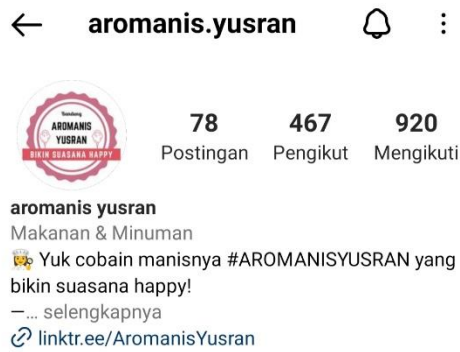 aromanis.yusran
Bandung
AROMANIS
YUSRAN
BIKIN SUASANA HAPPY
78 467 920
Postingan Pengikut Mengikuti
aromanis yusran
Makanan & Minuman
👩‍🍳 Yuk cobain manisnya #AROMANISYUSRAN yang
bikin suasana happy!
—... selengkapnya
linktr.ee/AromanisYusran